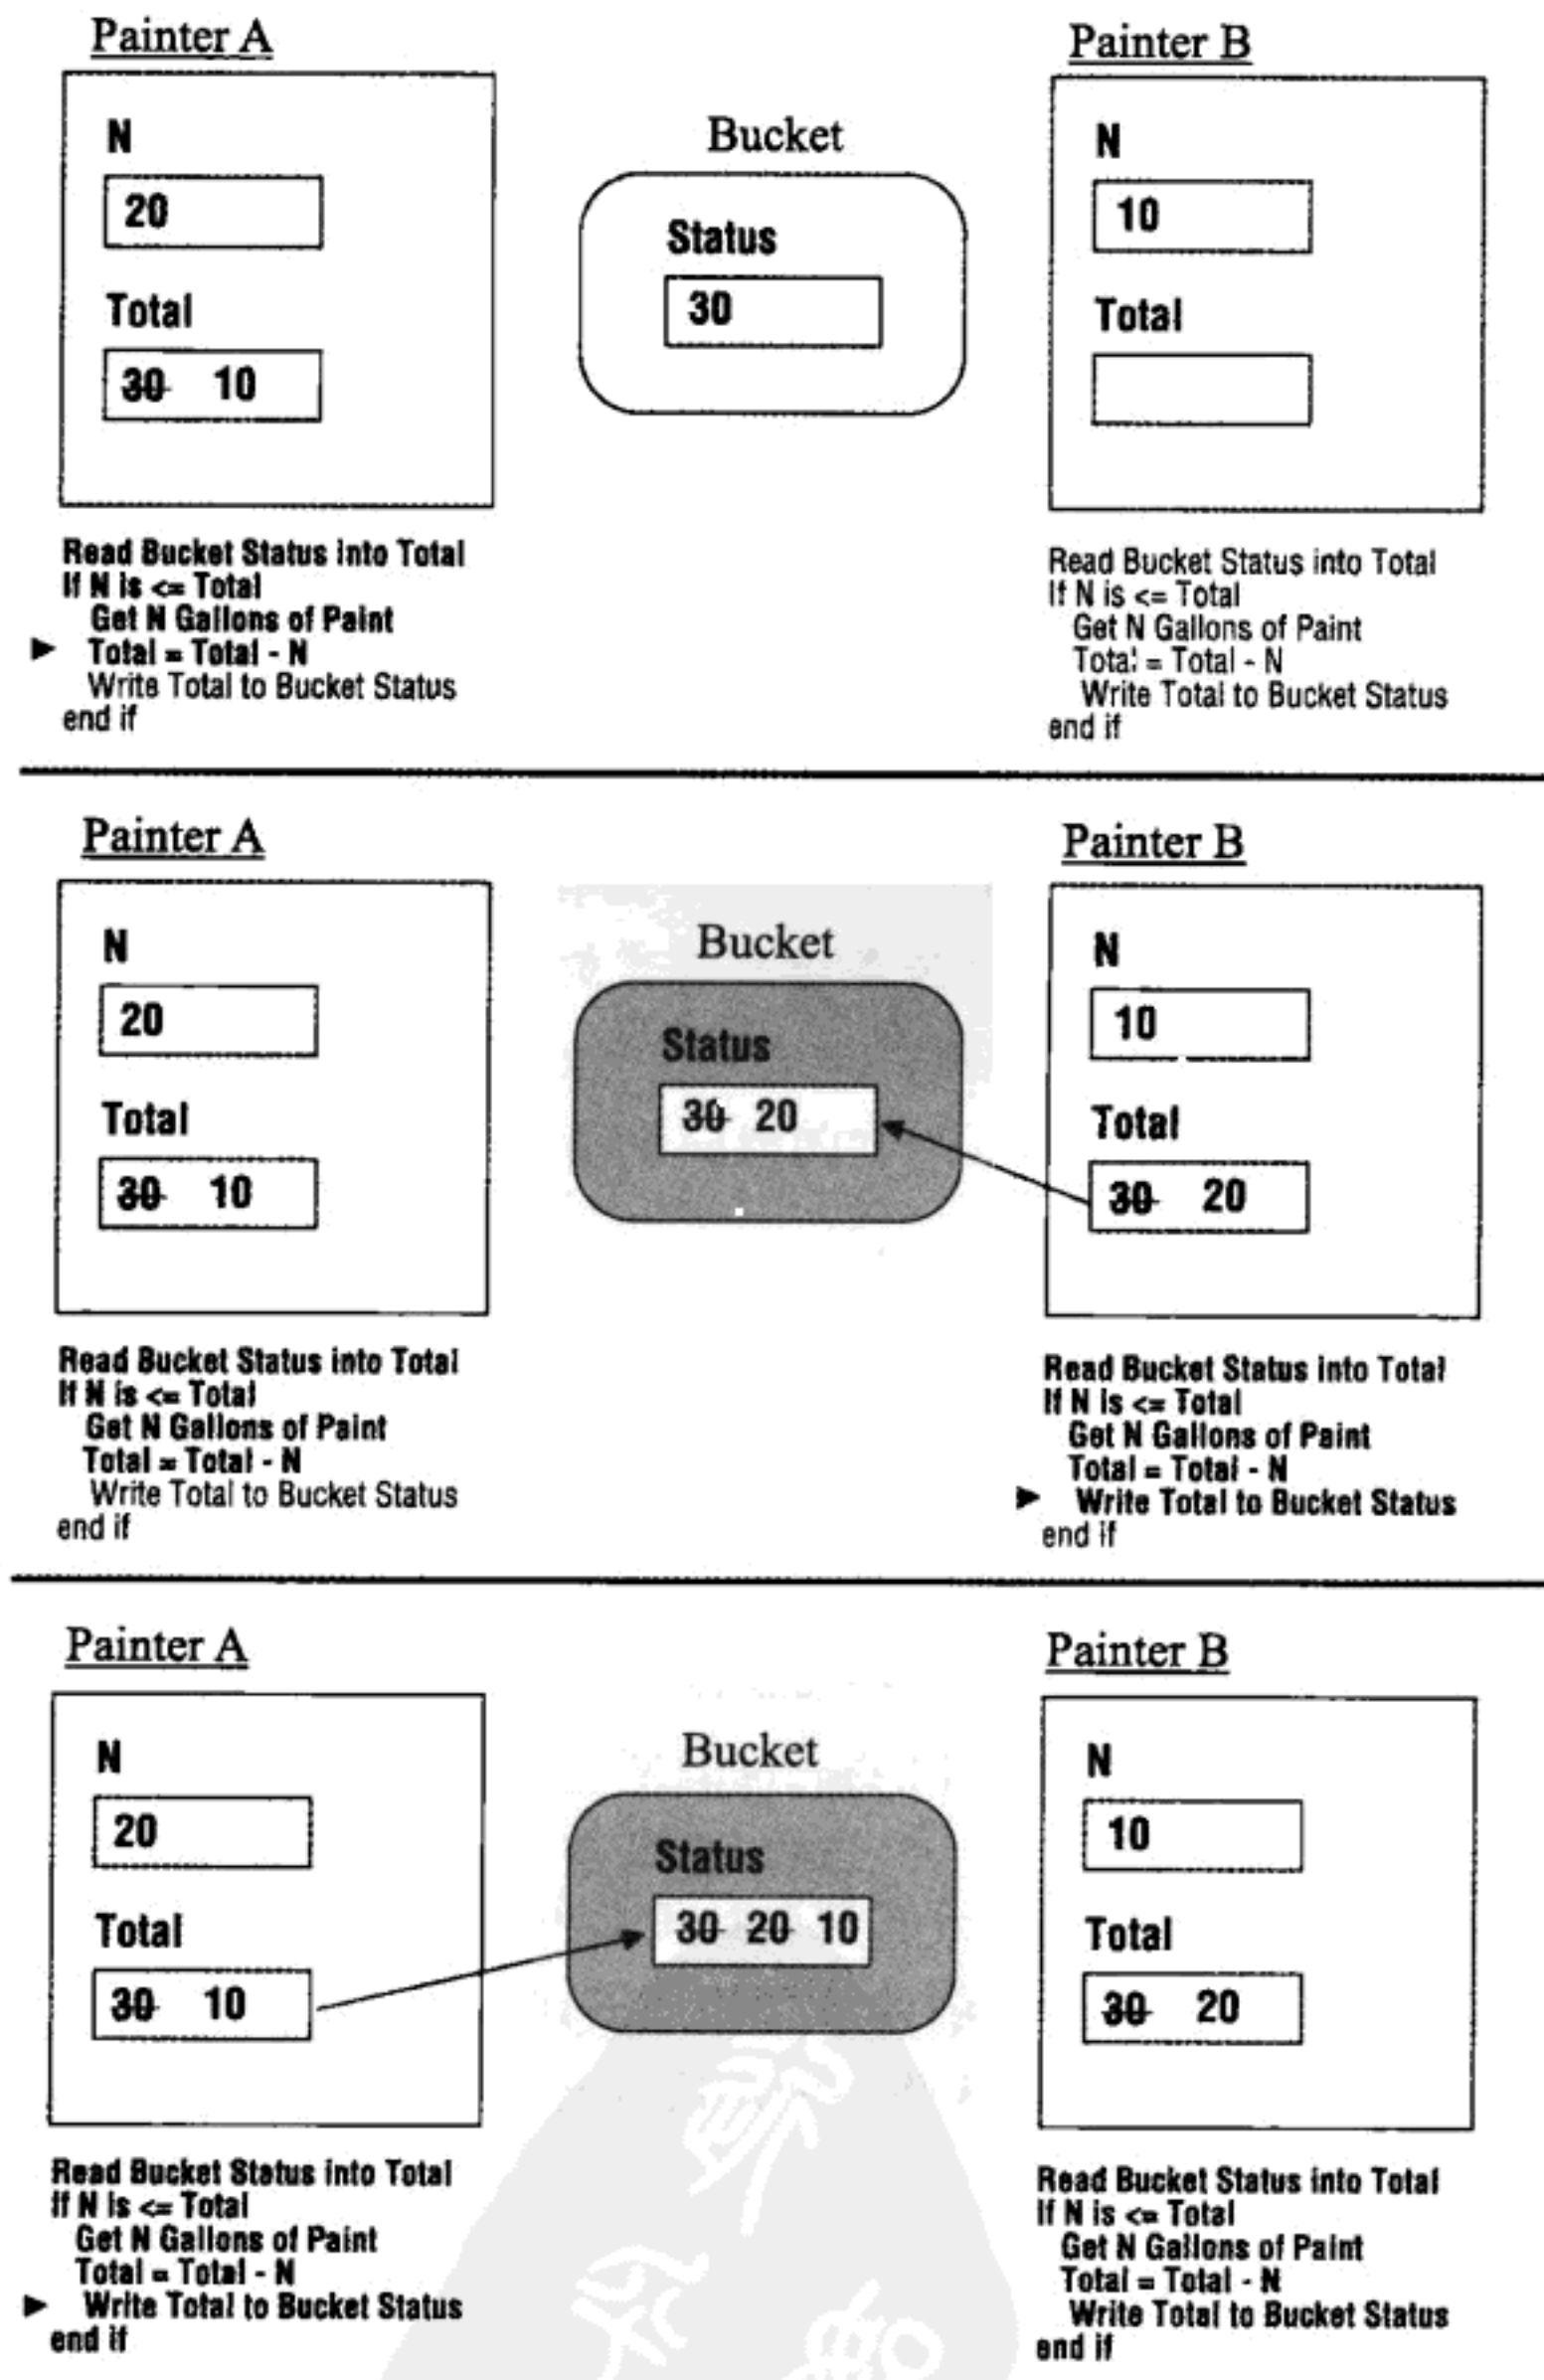 Painter A
N
20
Total
30 10
Read Bucket Status into Total
If N is <= Total
Get N Gallons of Paint
Total = Total - N
Write Total to Bucket Status
end if
Bucket
Status
30
Painter B
N
10
Total
Read Bucket Status into Total
If N is <= Total
Get N Gallons of Paint
Total = Total - N
Write Total to Bucket Status
end if
Painter A
N
20
Total
30 10
Read Bucket Status into Total
If N is <= Total
Get N Gallons of Paint
Total = Total - N
Write Total to Bucket Status
end if
Bucket
Status
30 20
Painter B
N
10
Total
30 20
Read Bucket Status into Total
If N is <= Total
Get N Gallons of Paint
Total = Total - N
Write Total to Bucket Status
end if
Painter A
N
20
Total
30 10
Read Bucket Status into Total
If N is <= Total
Get N Gallons of Paint
Total = Total - N
Write Total to Bucket Status
end if
Bucket
Status
30 20 10
Painter B
N
10
Total
30 20
Read Bucket Status into Total
If N is <= Total
Get N Gallons of Paint
Total = Total - N
Write Total to Bucket Status
end if